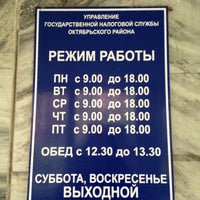 УПРАВЛЕНИЕ
ГОСУДАРСТВЕННОЙ НАЛОГОВОЙ СЛУЖБЫ
ОКТЯБРЬСКОГО РАЙОНА
РЕЖИМ РАБОТЫ
ПН с 9.00 до 18.00
ВТ с 9.00 до 18.00
СР с 9.00 до 18.00
ЧТ с 9.00 до 18.00
ПТ с 9.00 до 18.00
ОБЕД с 12.30 до 13.30
СУББОТА, ВОСКРЕСЕНЬЕ
ВЫХОДНОЙ